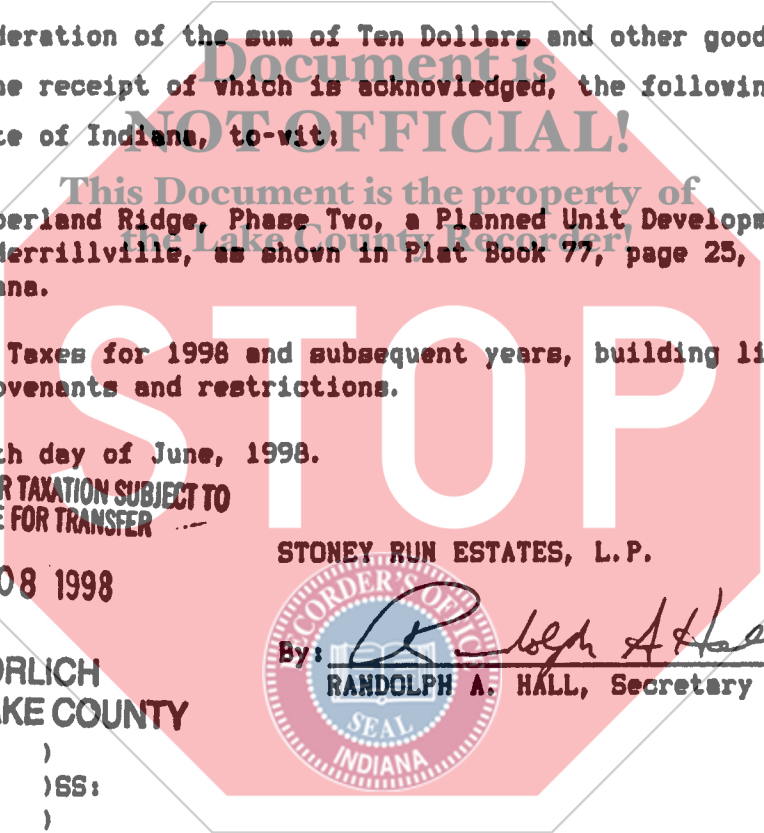 deration of the sum of Ten Dollars and other good
Document is
he receipt of which is acknowledged, the followin
NOT OFFICIAL!
te of Indiana, to-wit:
This Document is the property of
berland Ridge, Phase Two, a Planned Unit Developm
the Lake County Recorder!
Merrillville, as shown in Plat Book 77, page 25,
ana.
STOP
Taxes for 1998 and subsequent years, building li
ovenants and restrictions.
th day of June, 1998.
R TAXATION SUBJECT TO
E FOR TRANSFER
STONEY RUN ESTATES, L.P.
08 1998
RECORDER'S OFFICE
By: Randolph A Hall
ORLICH
RANDOLPH A. HALL, Secretary
AKE COUNTY
SEAL
INDIANA
)
)SS:
)